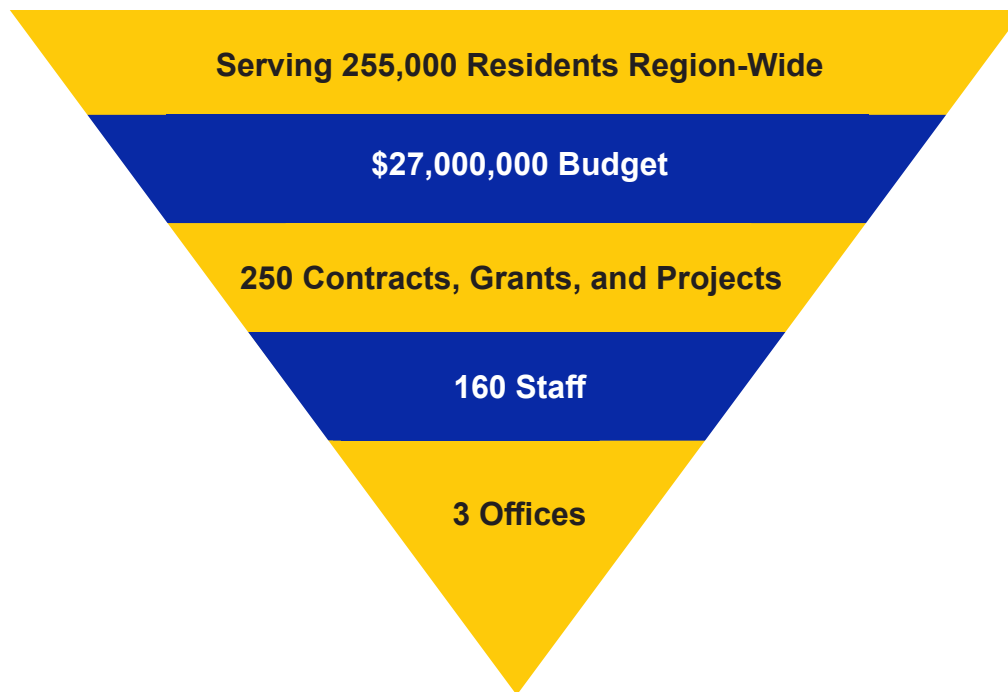 Serving 255,000 Residents Region-Wide
$27,000,000 Budget
250 Contracts, Grants, and Projects
160 Staff
3 Offices